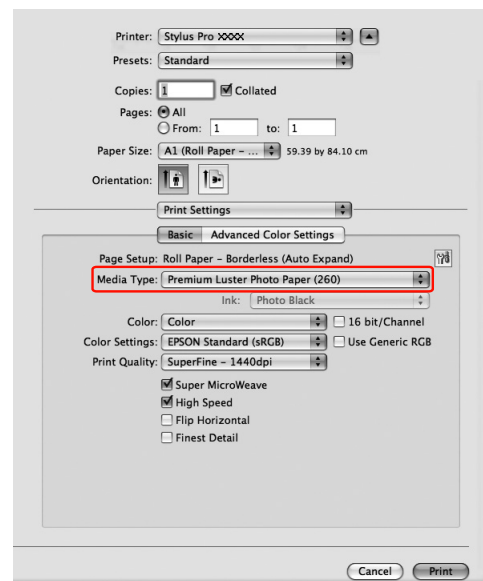 Printer: Stylus Pro XXXX
Presets: Standard
Copies: 1 Collated
Pages: All
From: 1 to: 1
Paper Size: A1 (Roll Paper – ... 59.39 by 84.10 cm
Orientation:
Print Settings
Basic Advanced Color Settings
Page Setup: Roll Paper – Borderless (Auto Expand)
Media Type: Premium Luster Photo Paper (260)
Ink: Photo Black
Color: Color 16 bit/Channel
Color Settings: EPSON Standard (sRGB) Use Generic RGB
Print Quality: SuperFine – 1440dpi
Super MicroWeave
High Speed
Flip Horizontal
Finest Detail
Cancel Print